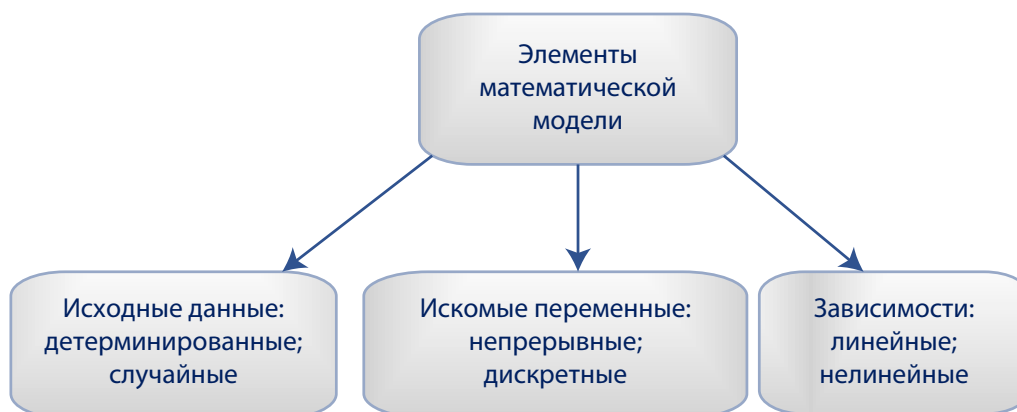 Элементы
математической
модели
Исходные данные:
детерминированные;
случайные
Искомые переменные:
непрерывные;
дискретные
Зависимости:
линейные;
нелинейные